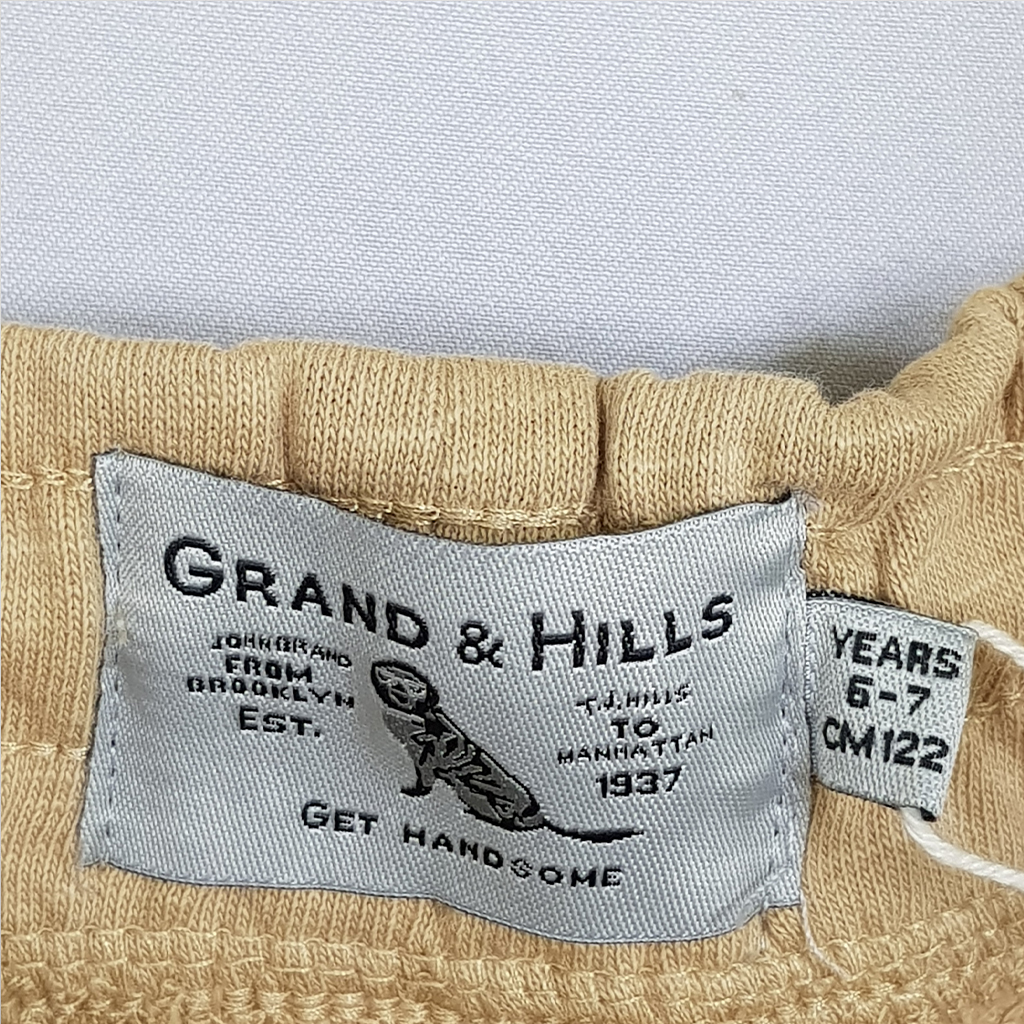 GRAND & HILLS
JOHN GRAND
FROM
BROOKLYN
EST.
T.J. HILLS
TO
MANHATTAN
1937
GET HANDSOME
YEARS
6-7
CM 122